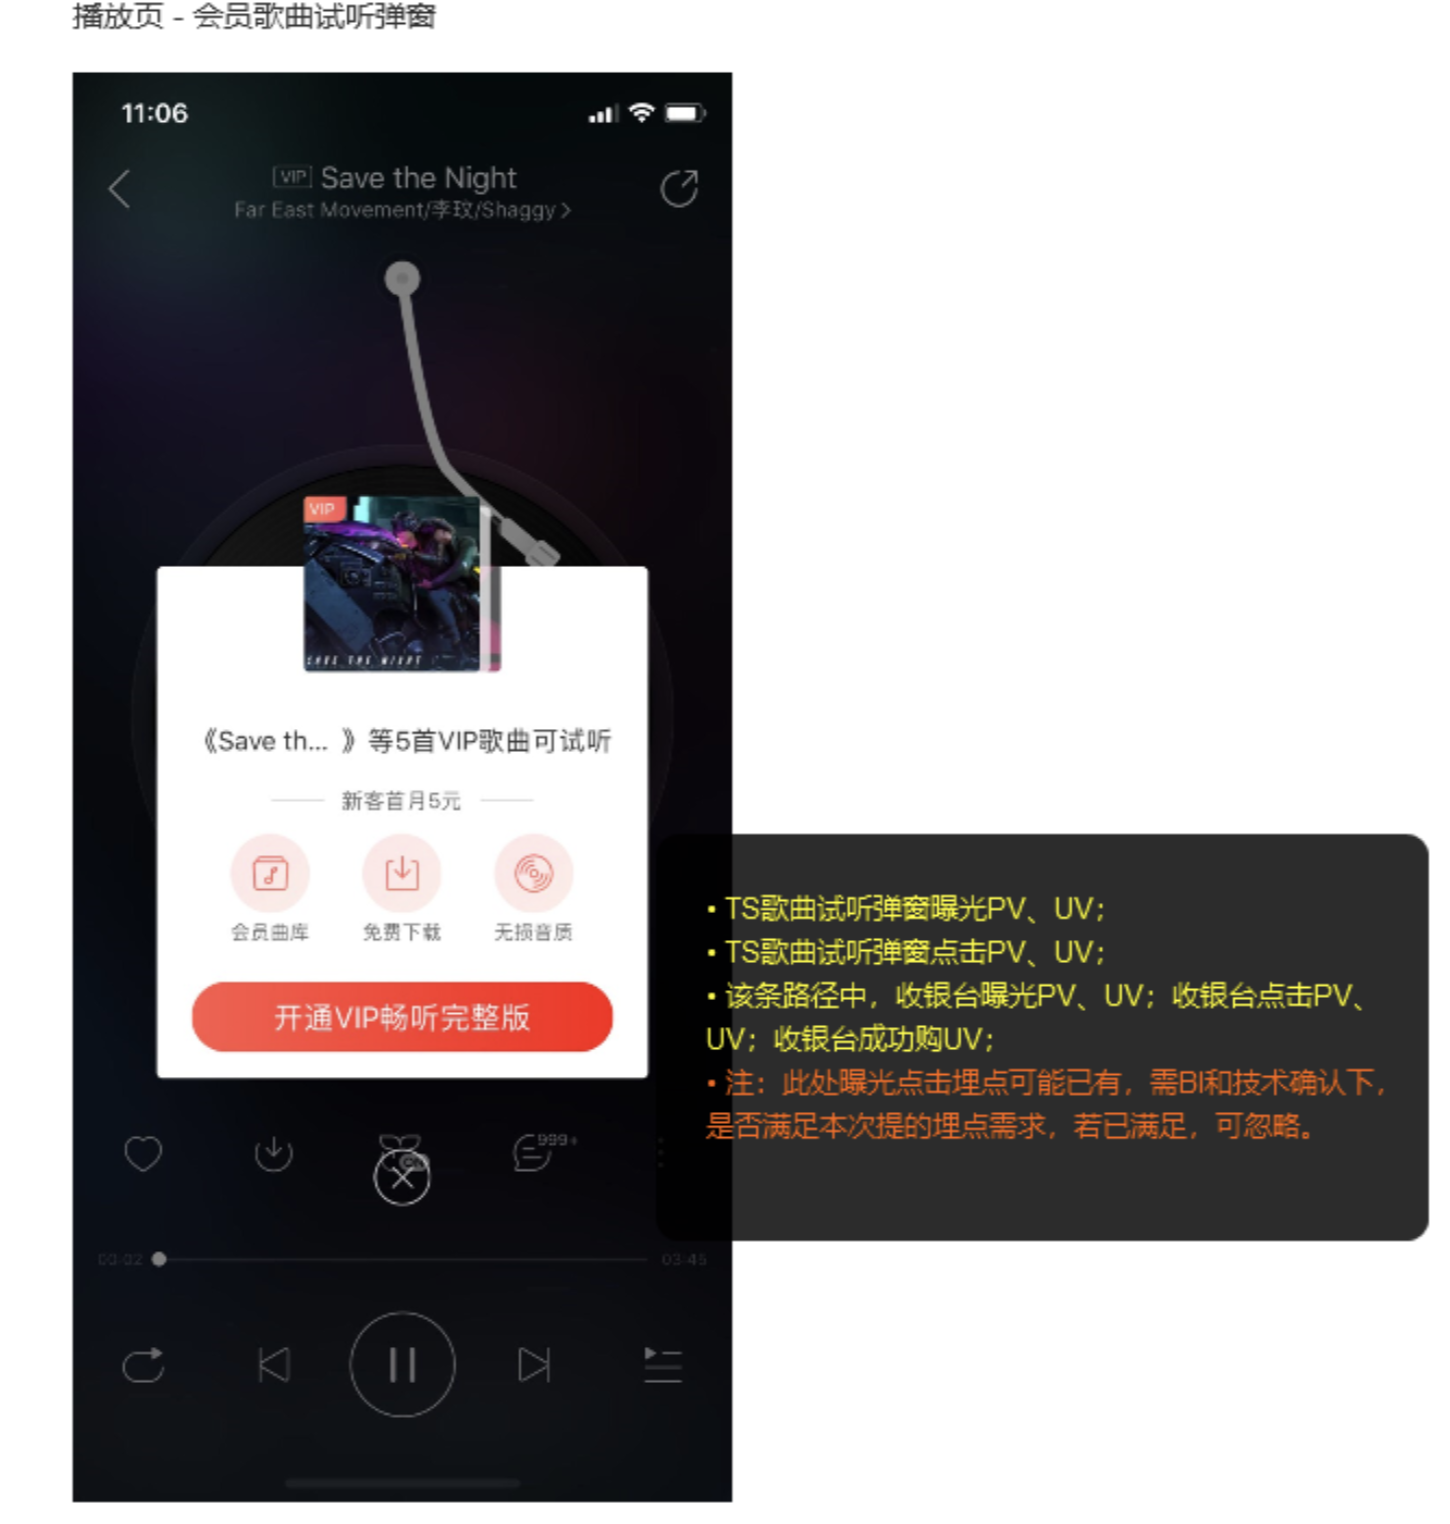 播放页 - 会员歌曲试听弹窗
11:06
VIP Save the Night
Far East Movement/李玟/Shaggy>
VIP
SAVE THE NIGHT
《Save th... 》等5首VIP歌曲可试听
新客首月5元
会员曲库 免费下载 无损音质
开通VIP畅听完整版
• TS歌曲试听弹窗曝光PV、UV；
• TS歌曲试听弹窗点击PV、UV；
• 该条路径中，收银台曝光PV、UV；收银台点击PV、
UV；收银台成功购UV；
• 注：此处曝光点击埋点可能已有，需BI和技术确认下，
是否满足本次提的埋点需求，若已满足，可忽略。
999+
00:02 03:45